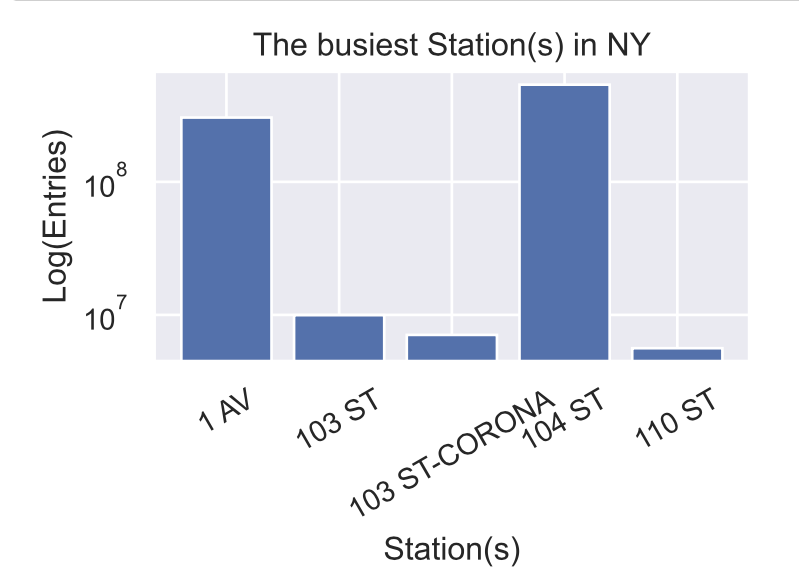 The busiest Station(s) in NY
Log(Entries)
10^8
10^7
1 AV
103 ST
103 ST-CORONA
104 ST
110 ST
Station(s)